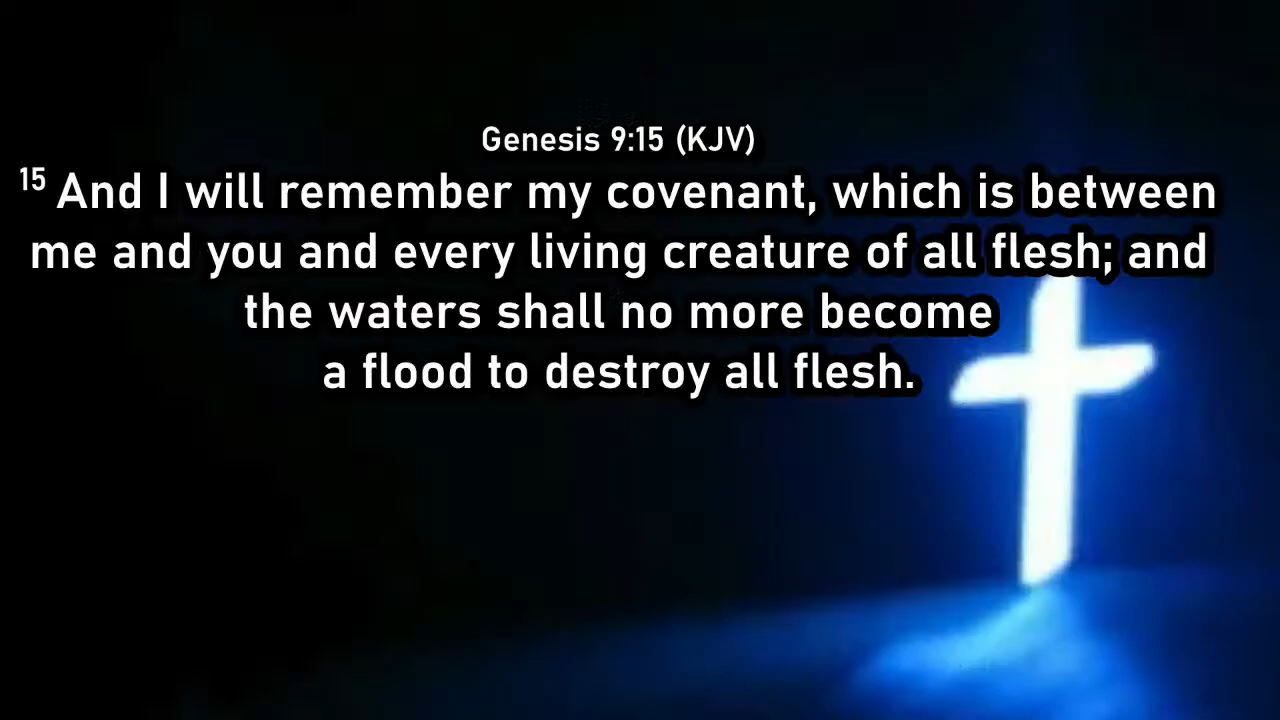 Genesis 9:15 (KJV)
15 And I will remember my covenant, which is between
me and you and every living creature of all flesh; and
the waters shall no more become
a flood to destroy all flesh.